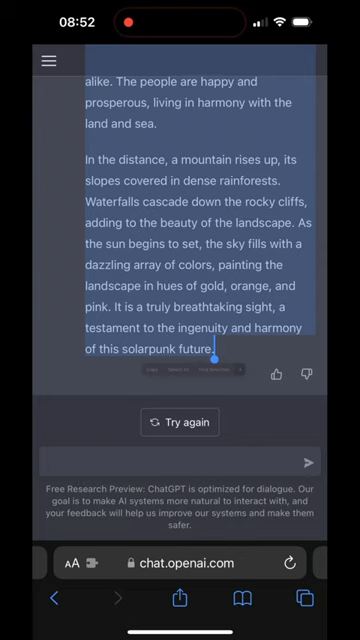 08:52
alike. The people are happy and
prosperous, living in harmony with the
land and sea.
In the distance, a mountain rises up, its
slopes covered in dense rainforests.
Waterfalls cascade down the rocky cliffs,
adding to the beauty of the landscape. As
the sun begins to set, the sky fills with a
dazzling array of colors, painting the
landscape in hues of gold, orange, and
pink. It is a truly breathtaking sight, a
testament to the ingenuity and harmony
of this solarpunk future.
Copy Select All Find Selection
Try again
Free Research Preview: ChatGPT is optimized for dialogue. Our
goal is to make AI systems more natural to interact with, and
your feedback will help us improve our systems and make them
safer.
AA chat.openai.com